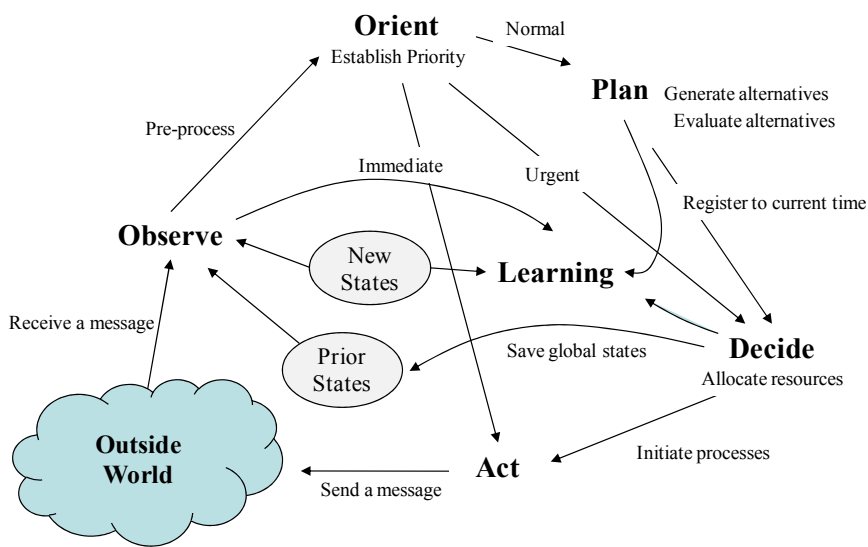 Orient
Establish Priority
Normal
Plan
Generate alternatives
Evaluate alternatives
Pre-process
Immediate
Urgent
Register to current time
Observe
New
States
Learning
Receive a message
Prior
States
Save global states
Decide
Allocate resources
Outside
World
Act
Initiate processes
Send a message